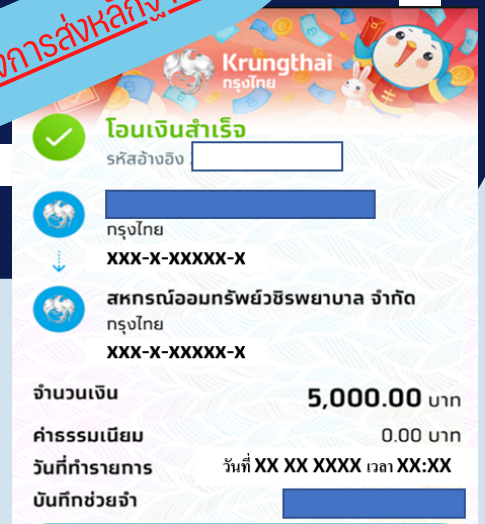 การส่งหลักฐาน
Krungthai
กรุงไทย
โอนเงินสำเร็จ
รหัสอ้างอิง
กรุงไทย
XXX-X-XXXXX-X
สหกรณ์ออมทรัพย์วชิรพยาบาล จำกัด
กรุงไทย
XXX-X-XXXXX-X
จำนวนเงิน 5,000.00 บาท
ค่าธรรมเนียม 0.00 บาท
วันที่ทำรายการ วันที่ XX XX XXXX เวลา XX:XX
บันทึกช่วยจำ